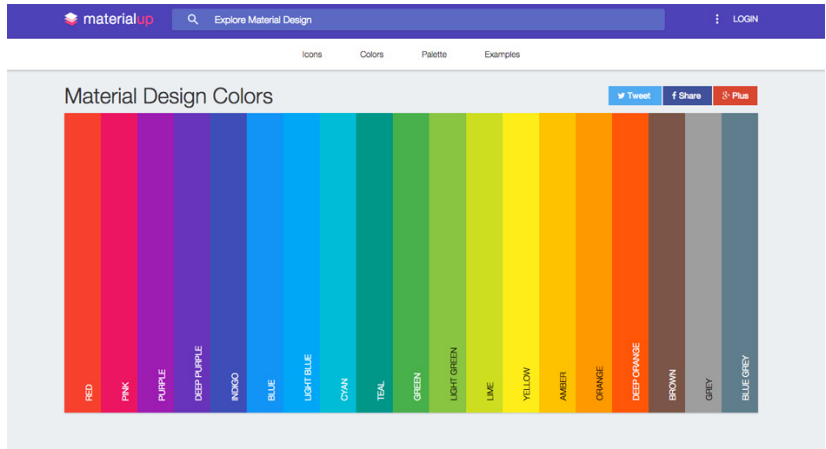 materialup
Explore Material Design
LOGIN
Icons
Colors
Palette
Examples
Material Design Colors
Tweet
f Share
g+ Plus
RED
PINK
PURPLE
DEEP PURPLE
INDIGO
BLUE
LIGHT BLUE
CYAN
TEAL
GREEN
LIGHT GREEN
LIME
YELLOW
AMBER
ORANGE
DEEP ORANGE
BROWN
GREY
BLUE GREY